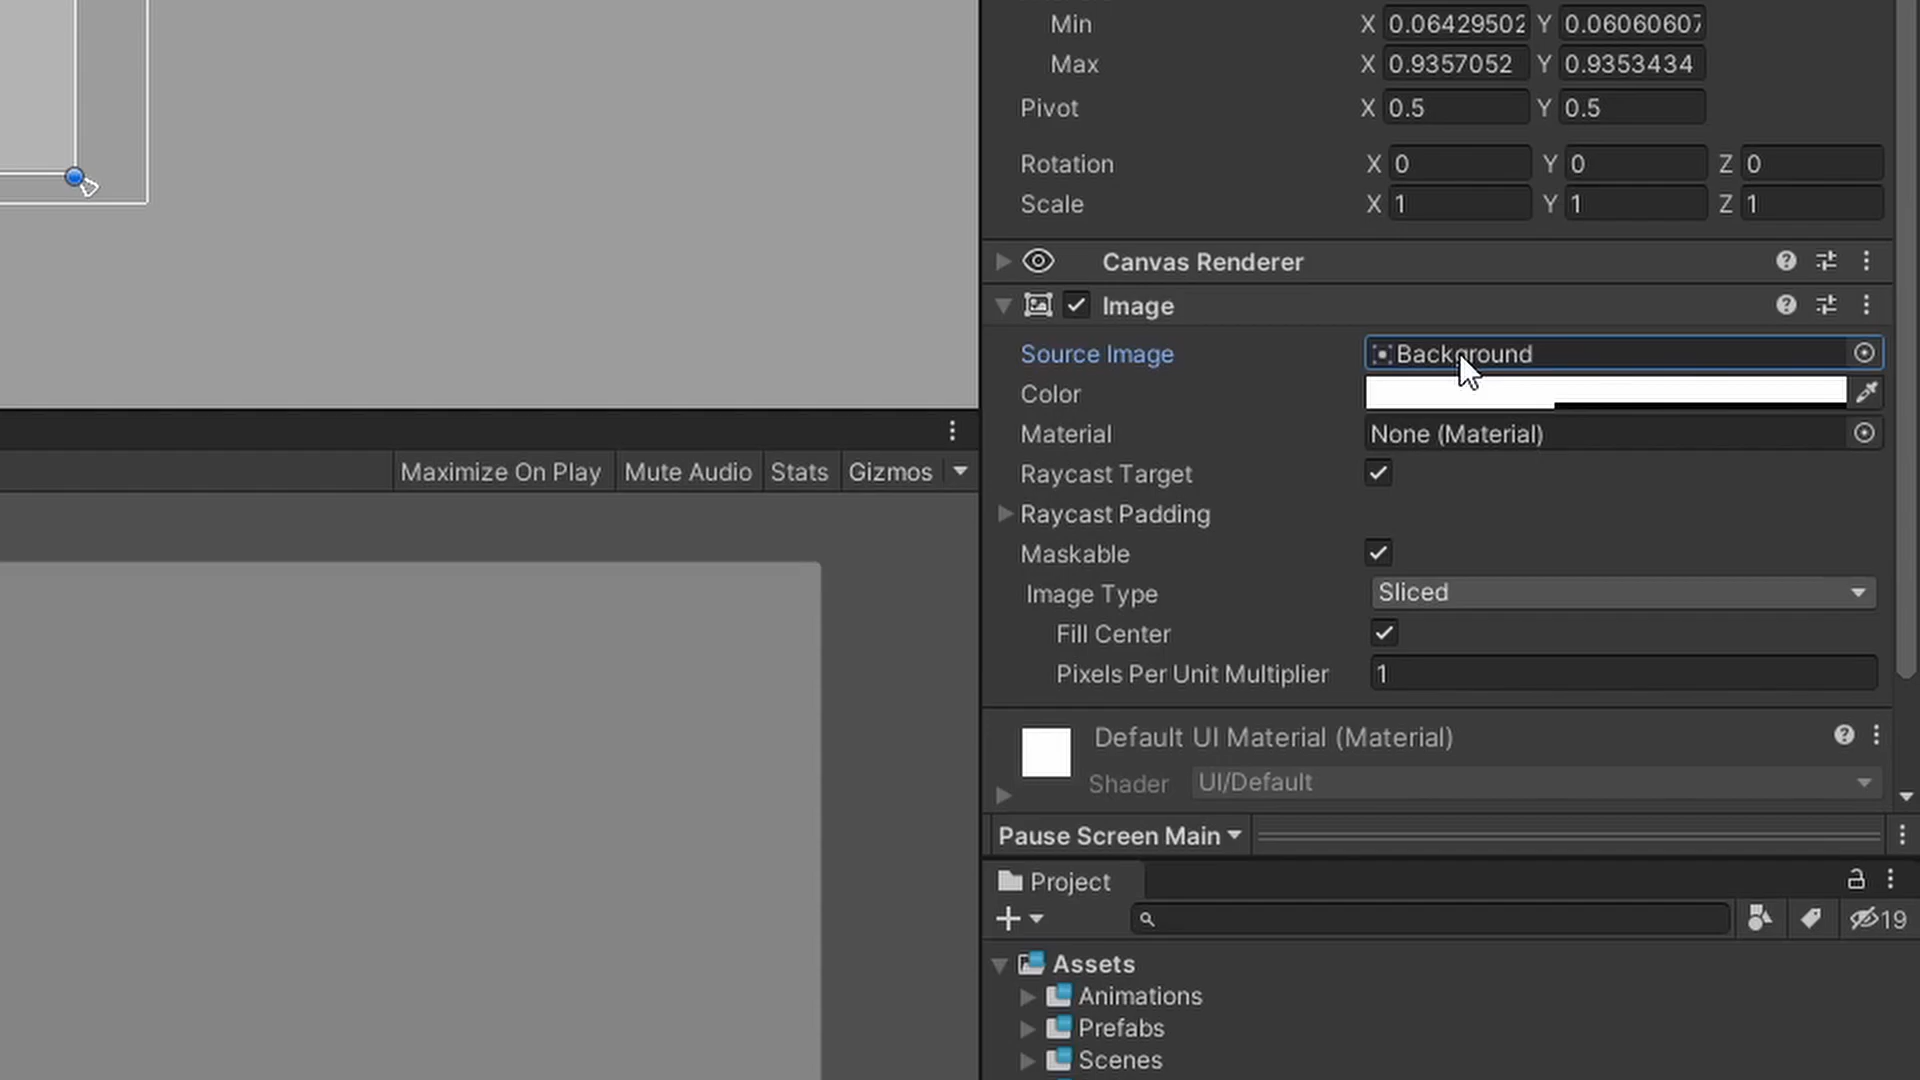 Min X 0.06429502 Y 0.06060607
Max X 0.9357052 Y 0.9353434
Pivot X 0.5 Y 0.5
Rotation X 0 Y 0 Z 0
Scale X 1 Y 1 Z 1
Canvas Renderer
Image
Source Image Background
Color
Material None (Material)
Raycast Target
Raycast Padding
Maskable
Image Type Sliced
Fill Center
Pixels Per Unit Multiplier 1
Default UI Material (Material)
Shader UI/Default
Maximize On Play Mute Audio Stats Gizmos
Pause Screen Main
Project
19
Assets
Animations
Prefabs
Scenes